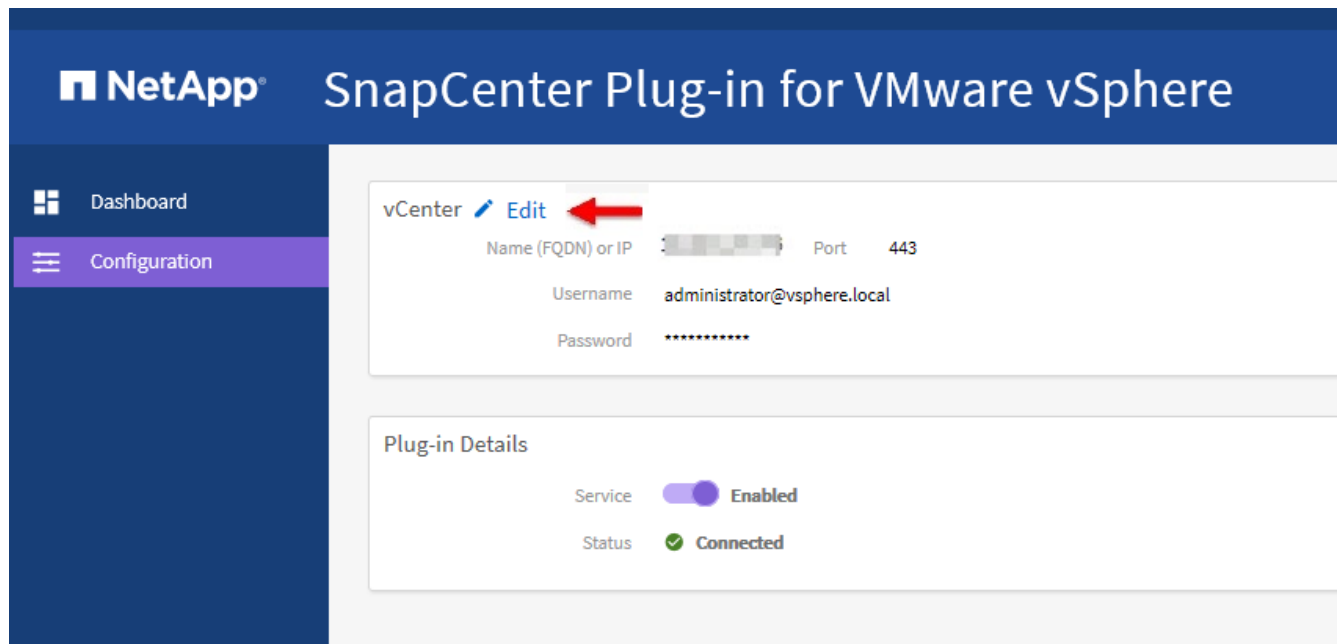 NetApp® SnapCenter Plug-in for VMware vSphere
Dashboard
Configuration
vCenter Edit
Name (FQDN) or IP Port 443
Username administrator@vsphere.local
Password ***********
Plug-in Details
Service Enabled
Status Connected